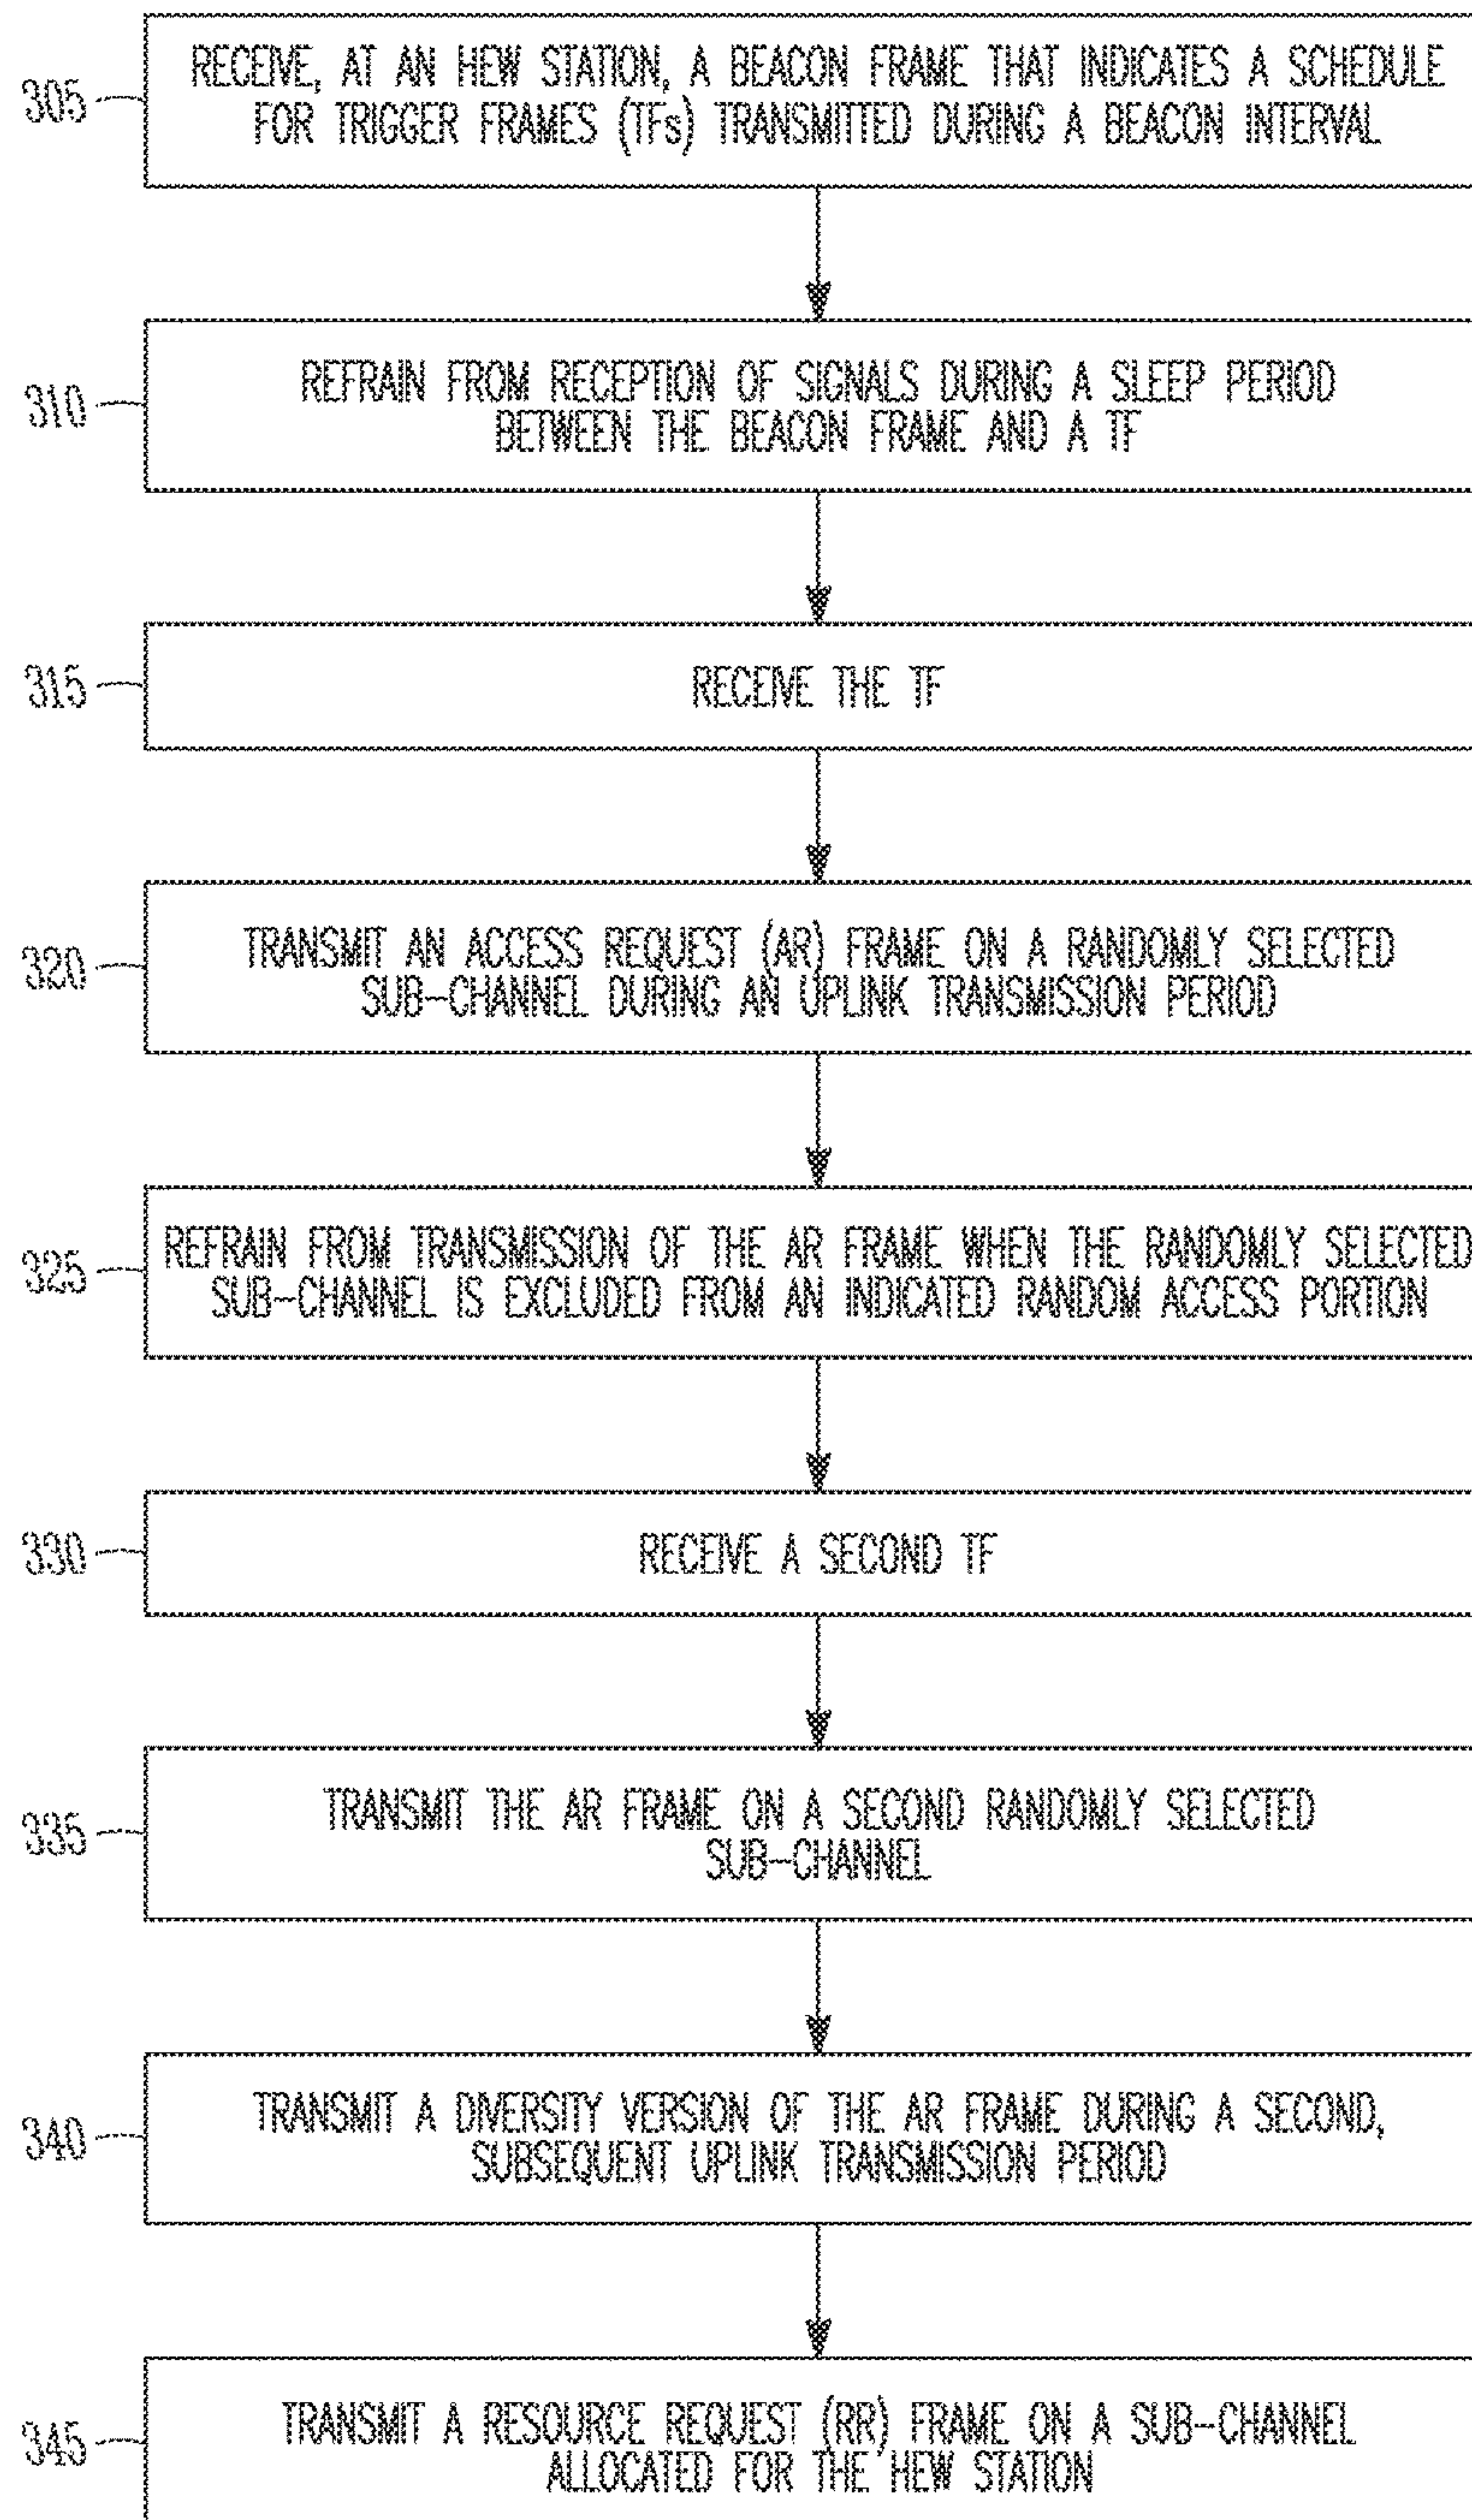 305
RECEIVE, AT AN HEW STATION, A BEACON FRAME THAT INDICATES A SCHEDULE
FOR TRIGGER FRAMES (TFs) TRANSMITTED DURING A BEACON INTERVAL
310
REFRAIN FROM RECEPTION OF SIGNALS DURING A SLEEP PERIOD
BETWEEN THE BEACON FRAME AND A TF
315
RECEIVE THE TF
320
TRANSMIT AN ACCESS REQUEST (AR) FRAME ON A RANDOMLY SELECTED
SUB-CHANNEL DURING AN UPLINK TRANSMISSION PERIOD
325
REFRAIN FROM TRANSMISSION OF THE AR FRAME WHEN THE RANDOMLY SELECTED
SUB-CHANNEL IS EXCLUDED FROM AN INDICATED RANDOM ACCESS PORTION
330
RECEIVE A SECOND TF
335
TRANSMIT THE AR FRAME ON A SECOND RANDOMLY SELECTED
SUB-CHANNEL
340
TRANSMIT A DIVERSITY VERSION OF THE AR FRAME DURING A SECOND,
SUBSEQUENT UPLINK TRANSMISSION PERIOD
345
TRANSMIT A RESOURCE REQUEST (RR) FRAME ON A SUB-CHANNEL
ALLOCATED FOR THE HEW STATION